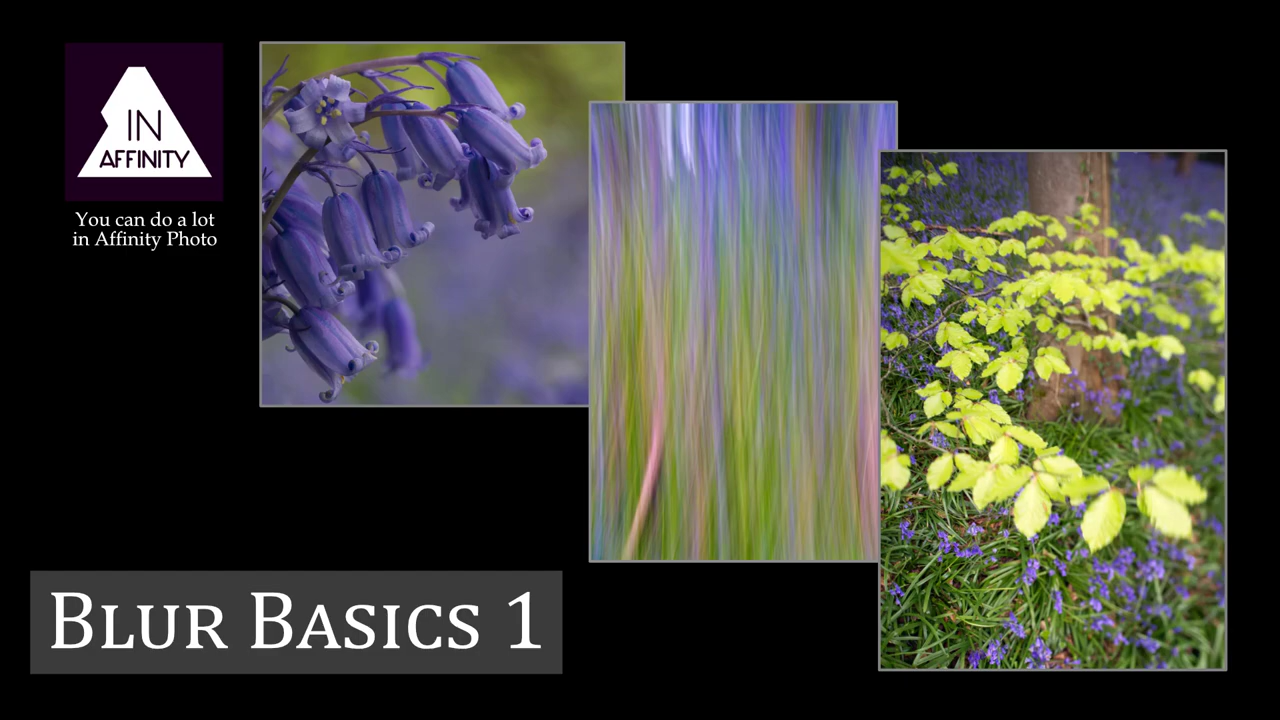 IN
AFFINITY
You can do a lot
in Affinity Photo
BLUR BASICS 1